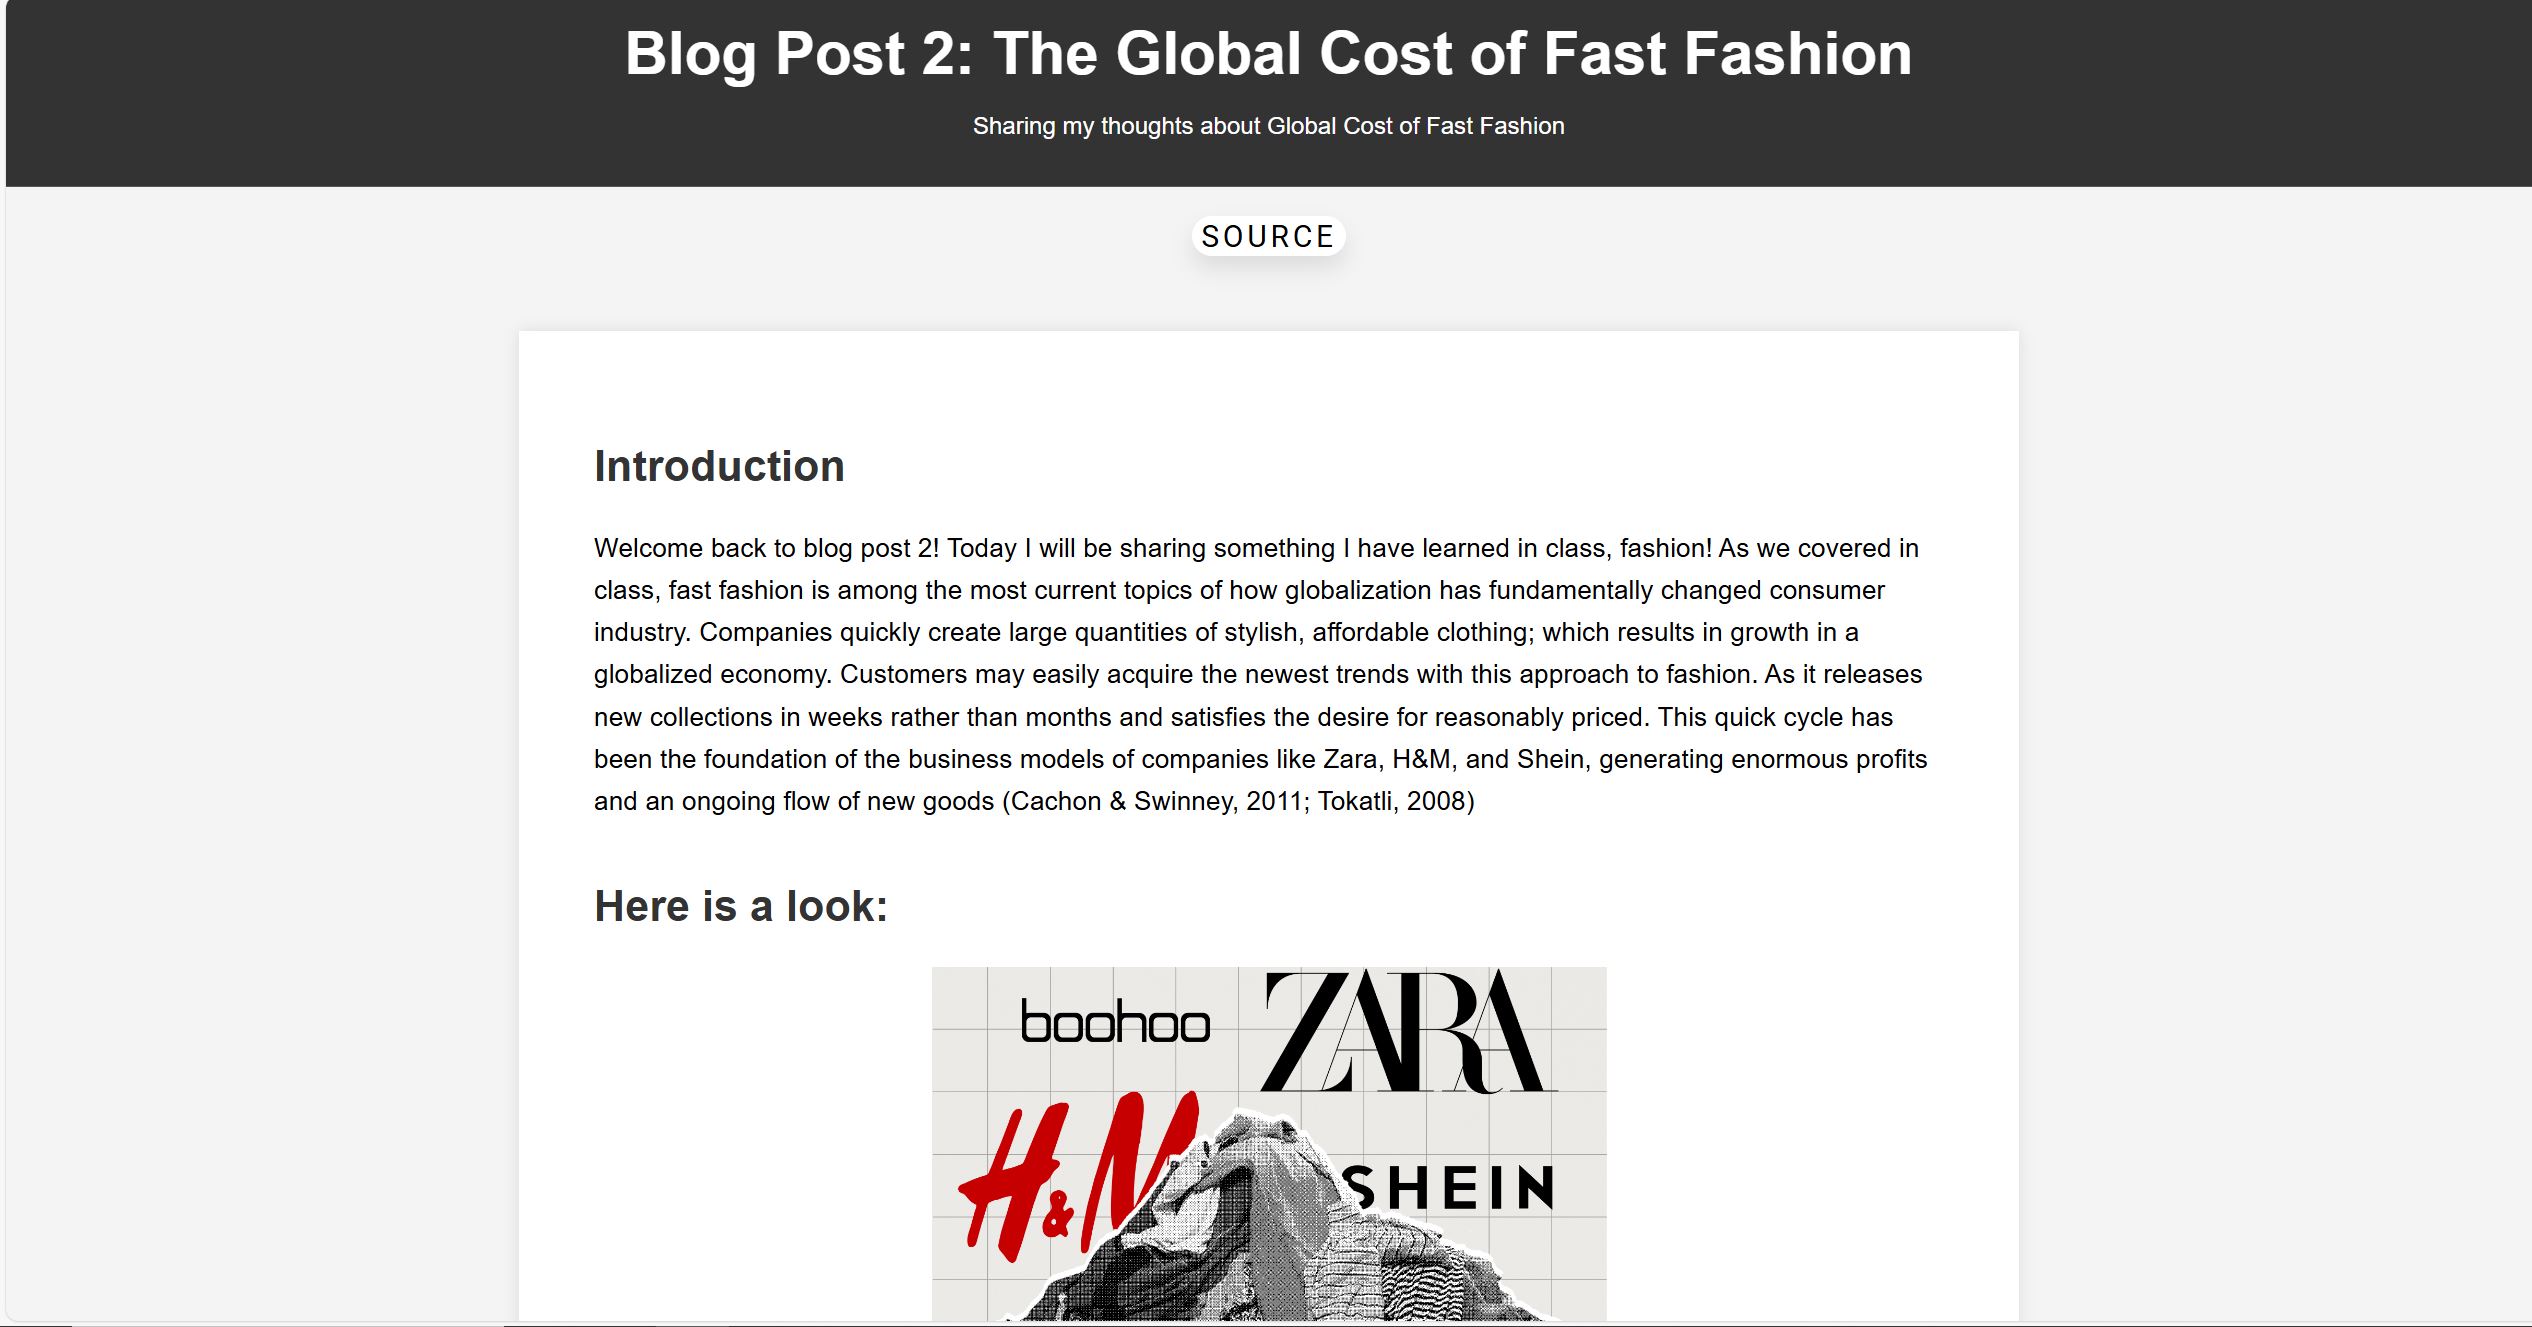 Blog Post 2: The Global Cost of Fast Fashion
Sharing my thoughts about Global Cost of Fast Fashion
SOURCE
Introduction
Welcome back to blog post 2! Today I will be sharing something I have learned in class, fashion! As we covered in
class, fast fashion is among the most current topics of how globalization has fundamentally changed consumer
industry. Companies quickly create large quantities of stylish, affordable clothing; which results in growth in a
globalized economy. Customers may easily acquire the newest trends with this approach to fashion. As it releases
new collections in weeks rather than months and satisfies the desire for reasonably priced. This quick cycle has
been the foundation of the business models of companies like Zara, H&M, and Shein, generating enormous profits
and an ongoing flow of new goods (Cachon & Swinney, 2011; Tokatli, 2008)
Here is a look:
boohoo
ZARA
H&M
SHEIN